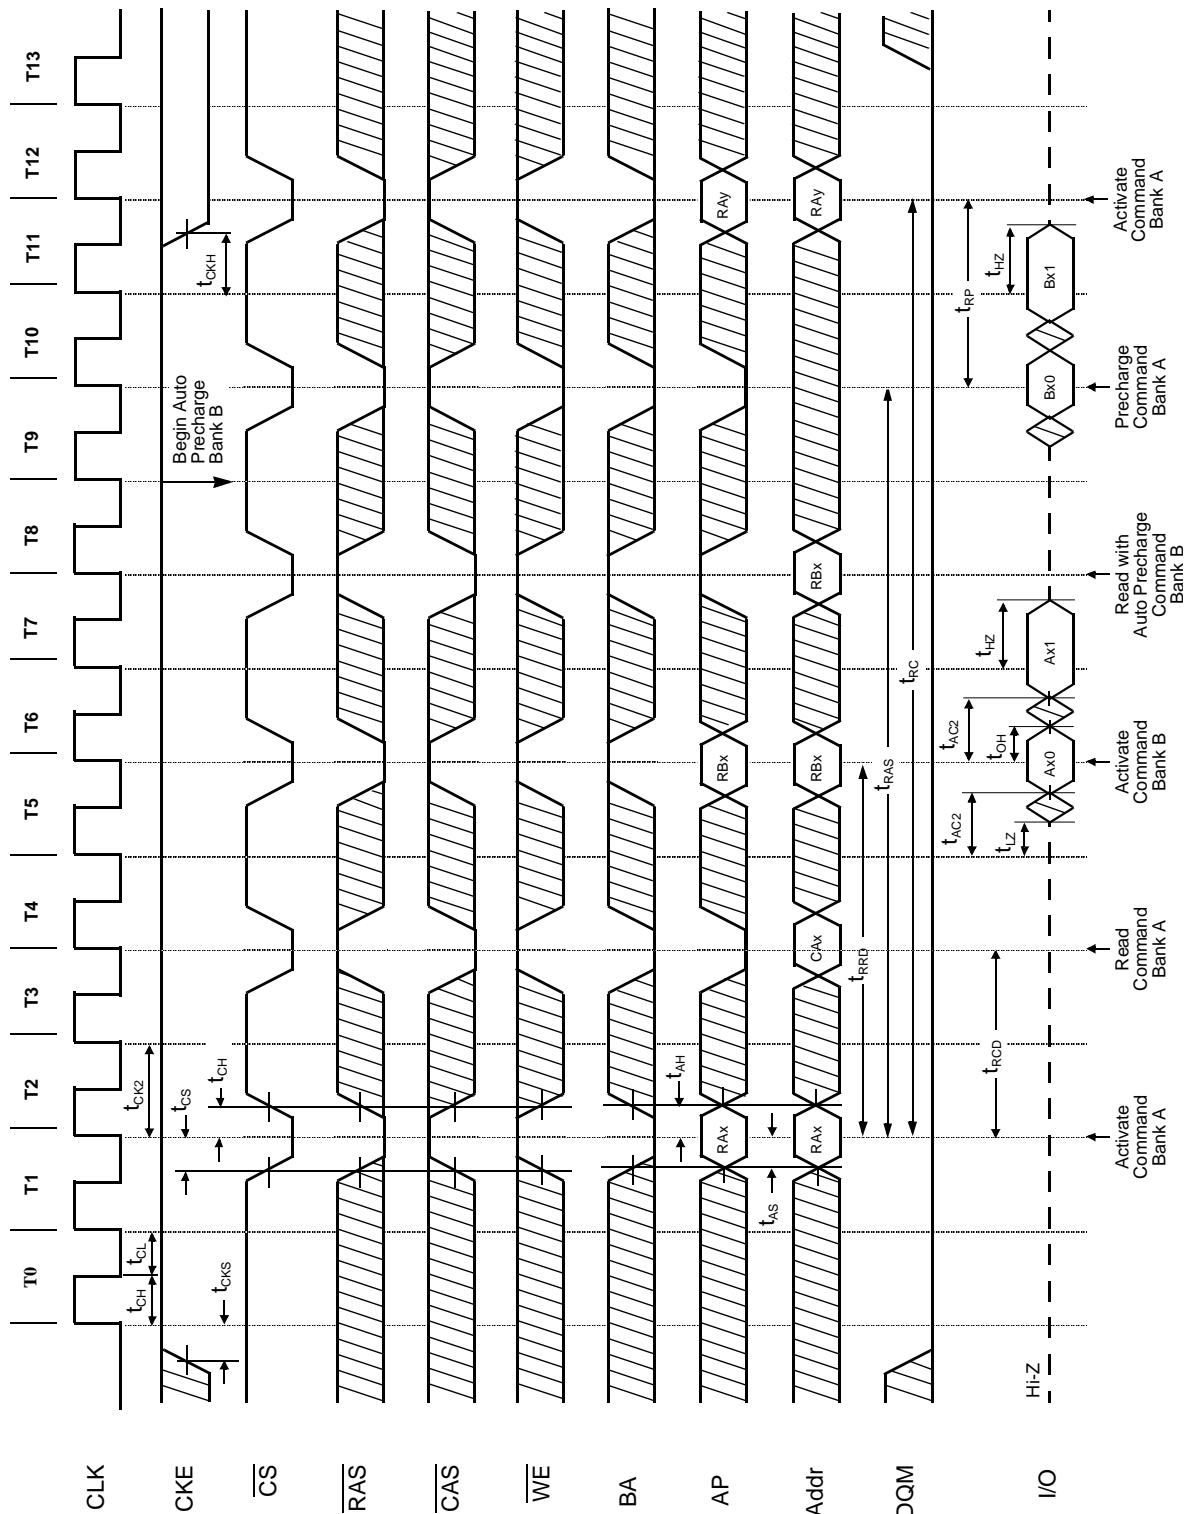 T0 T1 T2 T3 T4 T5 T6 T7 T8 T9 T10 T11 T12 T13
CLK
tCH tCL tCK2
CKE
tCKS tCS tCH
Begin Auto
Precharge
Bank B
tCKH
CS
RAS
CAS
WE
BA
tAH
AP
RAx RBx RAy
tAS
Addr
RAx CAx RBx RBx RAy
tRRD
tRAS
tRC
DQM
tRCD
tAC2 tAC2 tRP
tLZ tOH tHZ tHZ
I/O
Hi-Z
Ax0 Ax1 Bx0 Bx1
Activate
Command
Bank A
Read
Command
Bank A
Activate
Command
Bank B
Read with
Auto Precharge
Command
Bank B
Precharge
Command
Bank A
Activate
Command
Bank A